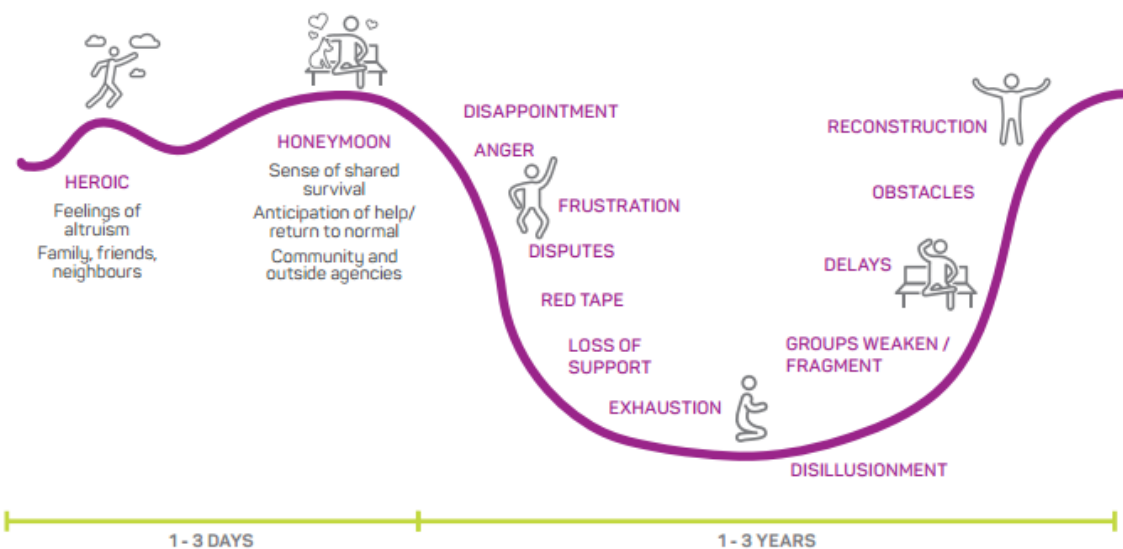 HEROIC
Feelings of
altruism
Family, friends,
neighbours
HONEYMOON
Sense of shared
survival
Anticipation of help/
return to normal
Community and
outside agencies
DISAPPOINTMENT
ANGER
FRUSTRATION
DISPUTES
RED TAPE
LOSS OF
SUPPORT
EXHAUSTION
DISILLUSIONMENT
GROUPS WEAKEN /
FRAGMENT
DELAYS
OBSTACLES
RECONSTRUCTION
1 - 3 DAYS
1 - 3 YEARS